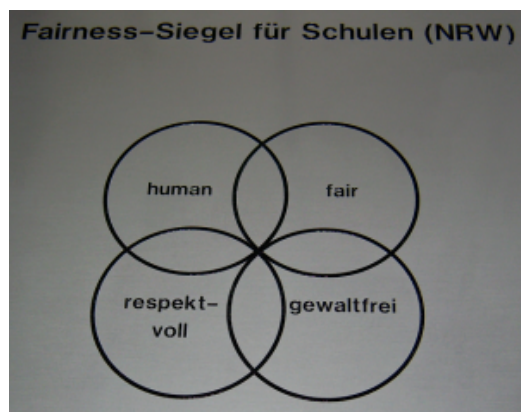 Fairness-Siegel für Schulen (NRW)
human
fair
respekt-
voll
gewaltfrei